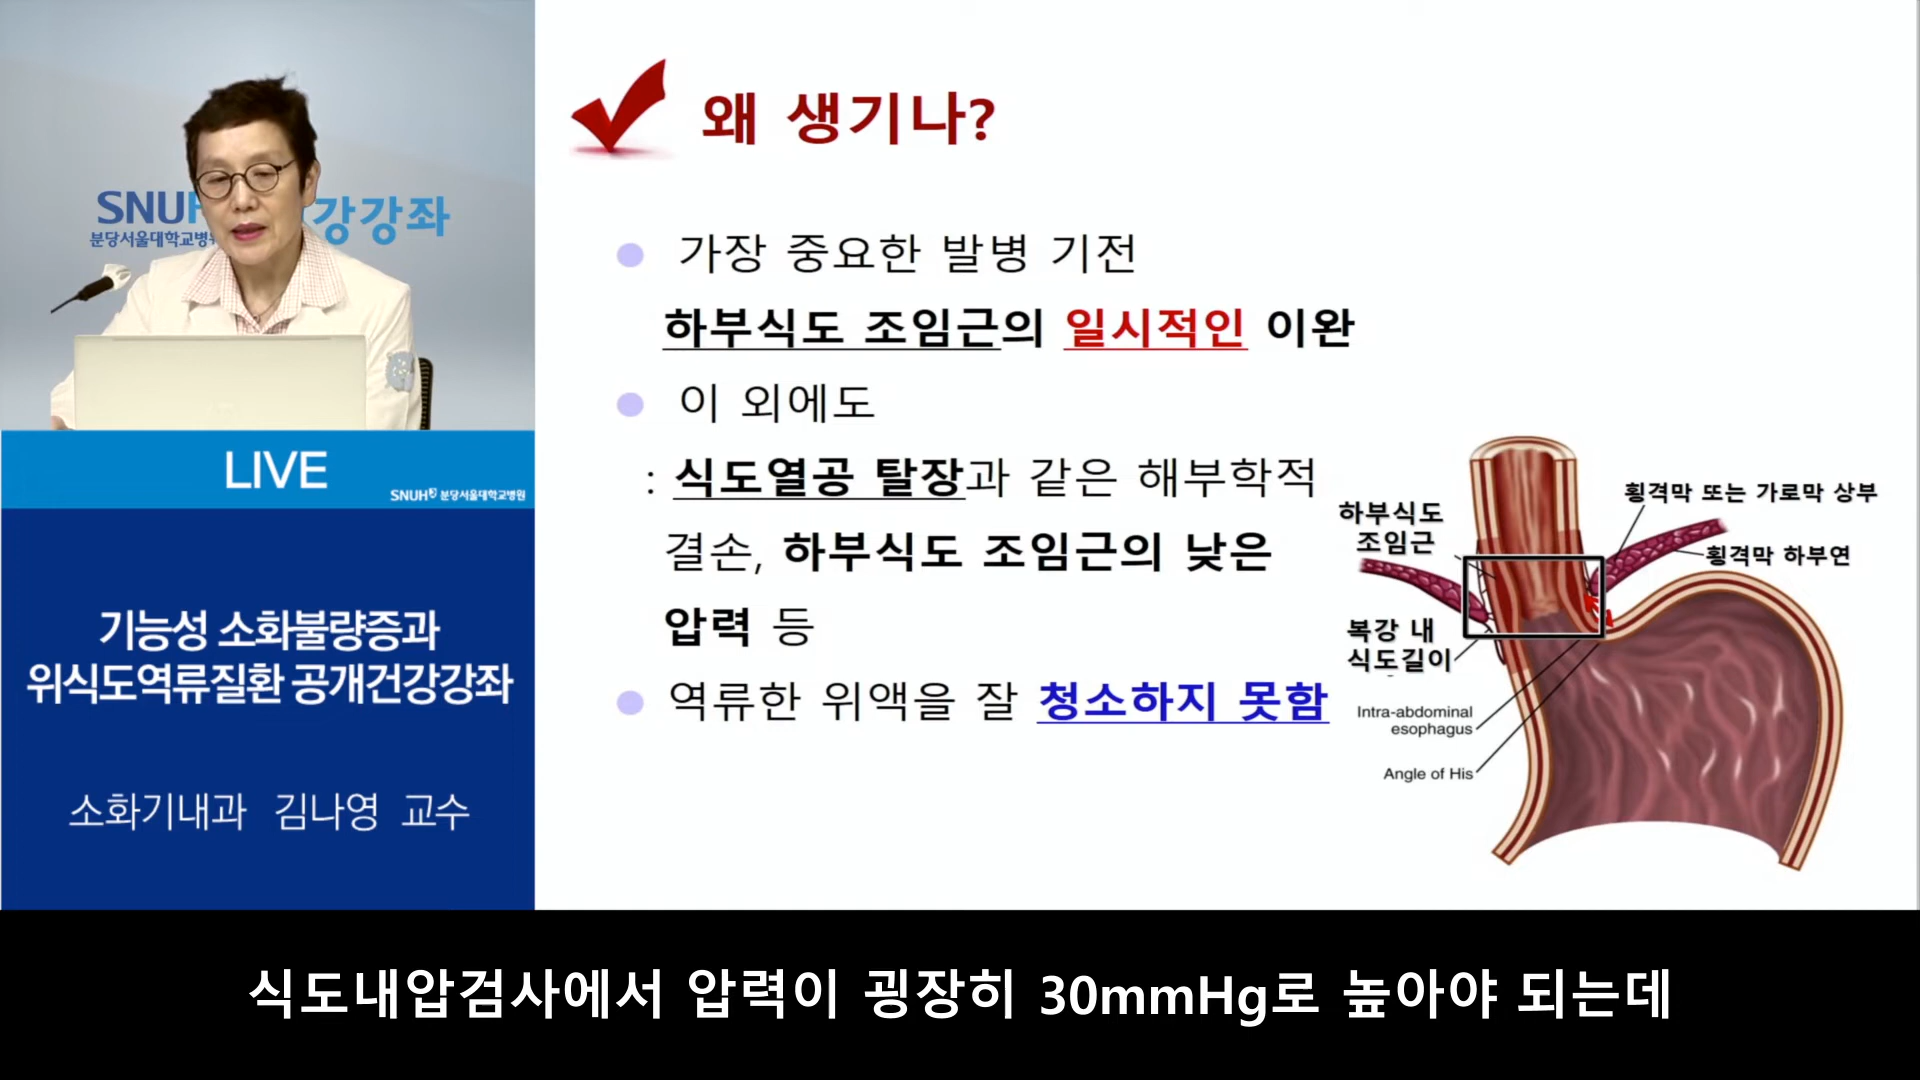 왜 생기나?
가장 중요한 발병 기전
하부식도 조임근의 일시적인 이완
이 외에도
: 식도열공 탈장과 같은 해부학적
결손, 하부식도 조임근의 낮은
압력 등
역류한 위액을 잘 청소하지 못함
하부식도
조임근
횡격막 또는 가로막 상부
횡격막 하부연
복강 내
식도길이
Intra-abdominal
esophagus
Angle of His
SNUH
분당서울대학교병원
강강좌
LIVE
SNUH 분당서울대학교병원
기능성 소화불량증과
위식도역류질환 공개건강강좌
소화기내과 김나영 교수
식도내압검사에서 압력이 굉장히 30mmHg로 높아야 되는데